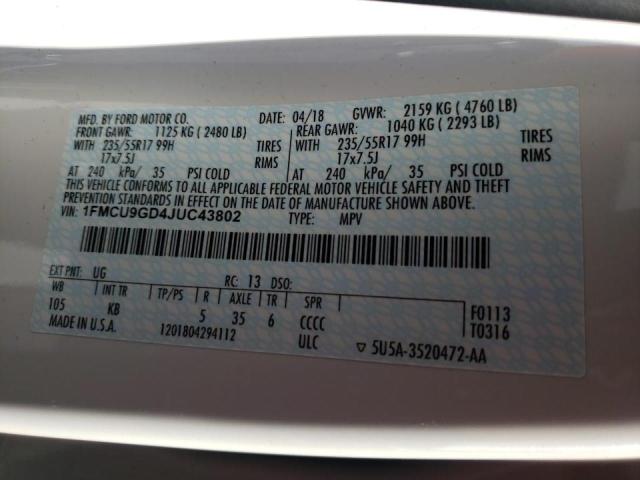 MFD. BY FORD MOTOR CO. DATE: 04/18 GVWR: 2159 KG ( 4760 LB)
FRONT GAWR: 1125 KG ( 2480 LB) REAR GAWR: 1040 KG ( 2293 LB)
WITH 235/55R17 99H TIRES WITH 235/55R17 99H TIRES
17x7.5J RIMS 17x7.5J RIMS
AT 240 kPa/ 35 PSI COLD AT 240 kPa/ 35 PSI COLD
THIS VEHICLE CONFORMS TO ALL APPLICABLE FEDERAL MOTOR VEHICLE SAFETY AND THEFT
PREVENTION STANDARDS IN EFFECT ON THE DATE OF MANUFACTURE SHOWN ABOVE.
VIN: 1FMCU9GD4JUC43802 TYPE: MPV
EXT PNT: UG RC: 13 DSO:
WB INT TR TP/PS R AXLE TR SPR
105 KB 5 35 6 CCCC F0113
T0316
MADE IN U.S.A. 1201804294112 ULC 5U5A-3520472-AA